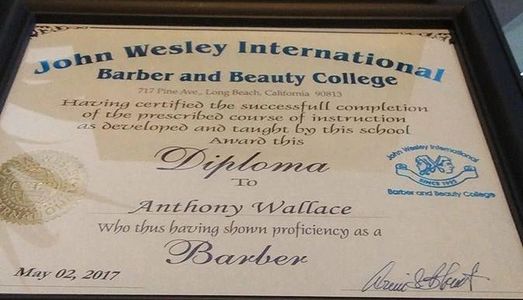 John Wesley International
Barber and Beauty College
717 Pine Ave., Long Beach, California 90813
Having certified the successfull completion
of the prescribed course of instruction
as developed and taught by this school
Award this
Diploma
To
Anthony Wallace
Who thus having shown proficiency as a
Barber
May 02, 2017
John Wesley International
SINCE 1995
Barber and Beauty College